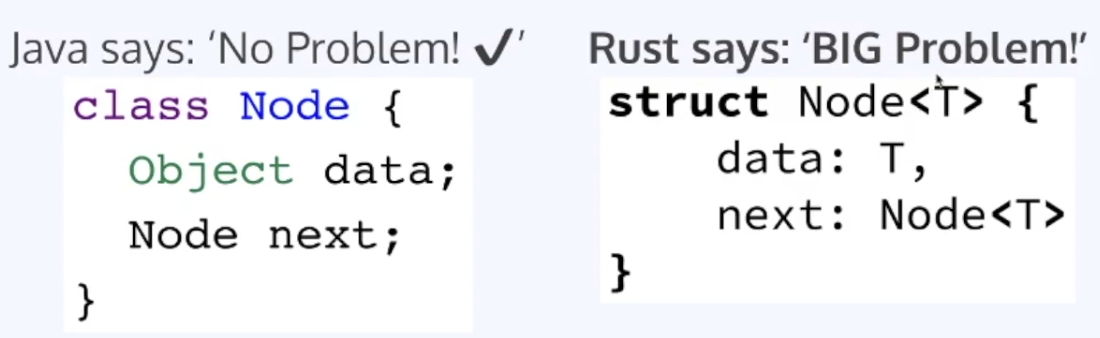 Java says: ‘No Problem! ✔’
class Node {
  Object data;
  Node next;
}
Rust says: ‘BIG Problem!’
struct Node<T> {
    data: T,
    next: Node<T>
}